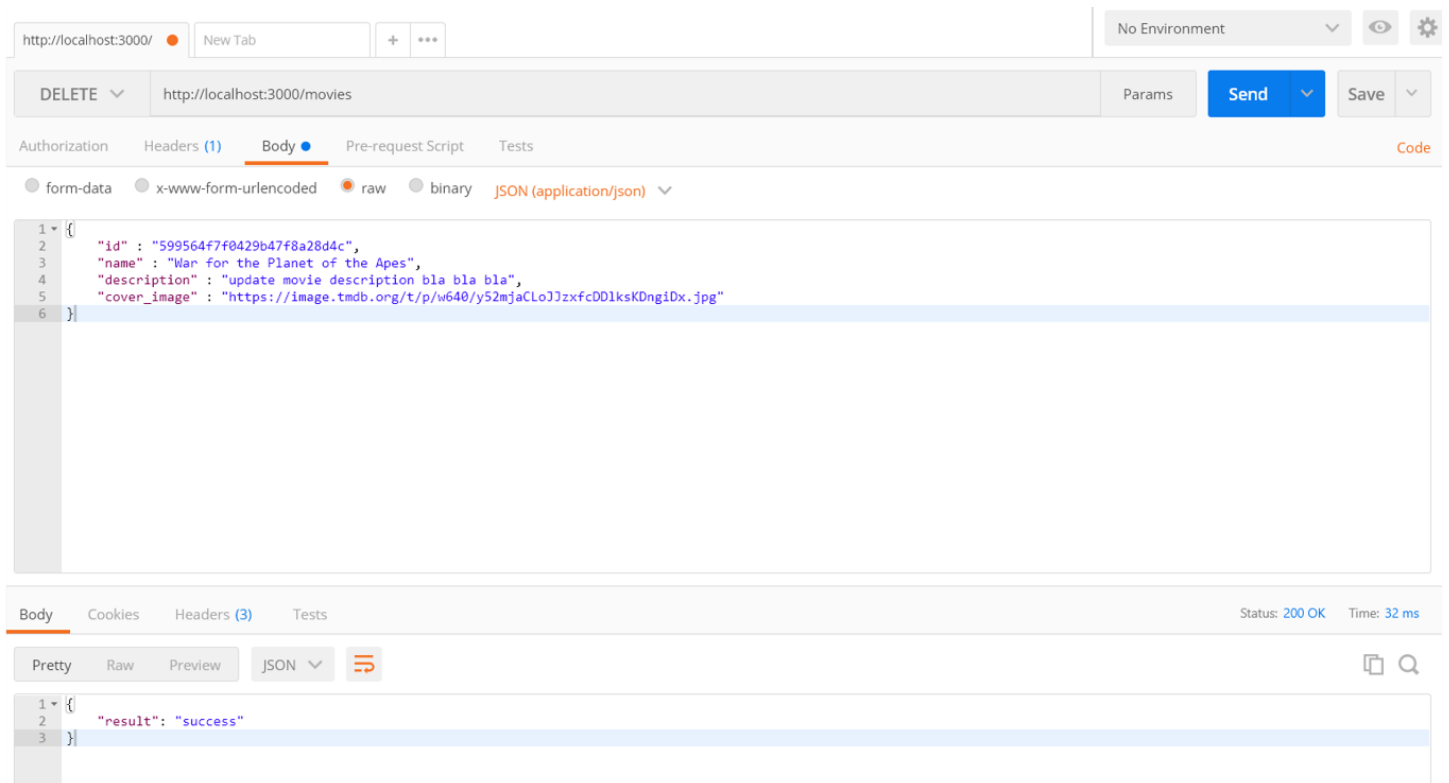 http://localhost:3000/ New Tab + ••• No Environment
DELETE http://localhost:3000/movies Params Send Save
Authorization Headers (1) Body Pre-request Script Tests Code
form-data x-www-form-urlencoded raw binary JSON (application/json)
1 {
2 "id" : "599564f7f0429b47f8a28d4c",
3 "name" : "War for the Planet of the Apes",
4 "description" : "update movie description bla bla bla",
5 "cover_image" : "https://image.tmdb.org/t/p/w640/y52mjaCLoJJzxfcDDlksKDngiDx.jpg"
6 }
Body Cookies Headers (3) Tests Status: 200 OK Time: 32 ms
Pretty Raw Preview JSON
1 {
2 "result": "success"
3 }